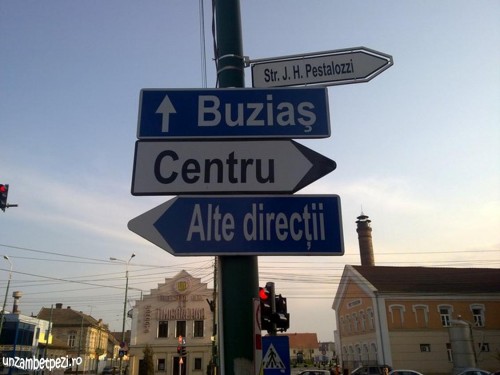 Str. J. H. Pestalozzi
Buziaş
Centru
Alte direcţii
unzambetpezi.ro